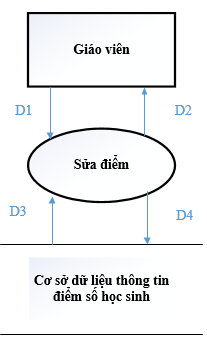 Giáo viên
D1
D2
Sửa điểm
D3
D4
Cơ sở dữ liệu thông tin
điểm số học sinh